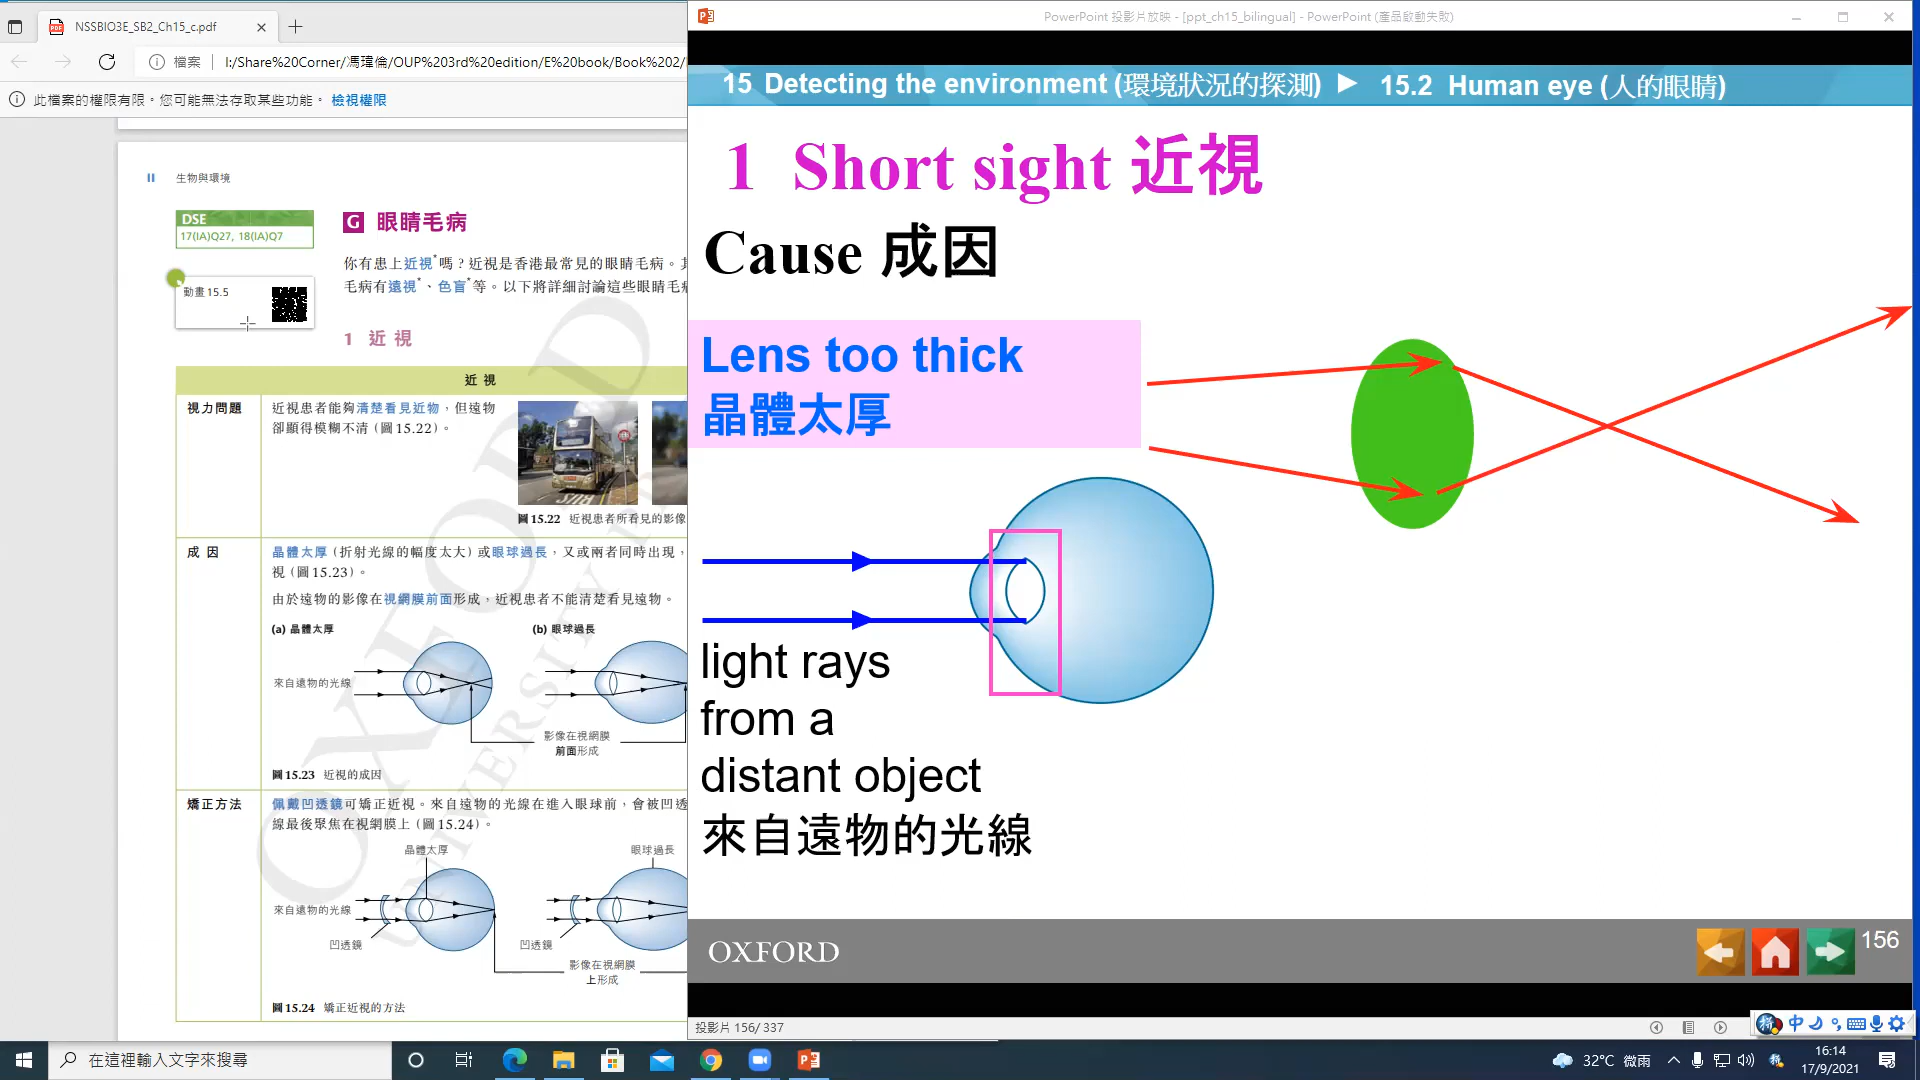 NSSBIO3E_SB2_Ch15_c.pdf
檔案
I:/Share%20Corner/馮瑋倫/OUP%203rd%20edition/E%20book/Book%202/
此檔案的權限有限。您可能無法存取某些功能。 檢視權限
II 生物與環境
DSE
17(IA)Q27, 18(IA)Q7
動畫 15.5
G 眼睛毛病
你有患上近視*嗎?近視是香港最常見的眼睛毛病。
毛病有遠視*、色盲*等。以下將詳細討論這些眼睛毛
1 近視
近視
視力問題
近視患者能夠清楚看見近物,但遠物
卻顯得模糊不清 (圖 15.22)。
圖 15.22 近視患者所看見的影像
成因
晶體太厚 (折射光線的幅度太大) 或眼球過長,又或兩者同時出現,
視 (圖 15.23)。
由於遠物的影像在視網膜前面形成,近視患者不能清楚看見遠物。
(a) 晶體太厚
(b) 眼球過長
來自遠物的光線
影像在視網膜
前面形成
圖 15.23 近視的成因
矯正方法
佩戴凹透鏡可矯正近視。來自遠物的光線在進入眼球前,會被凹透
線最後聚焦在視網膜上 (圖 15.24)。
晶體太厚
眼球過長
來自遠物的光線
凹透鏡
凹透鏡
影像在視網膜
上形成
圖 15.24 矯正近視的方法
OXFORD
UNIVERSITY
PowerPoint 投影片放映 - [ppt_ch15_bilingual] - PowerPoint (產品啟動失敗)
15 Detecting the environment (環境狀況的探測) ► 15.2 Human eye (人的眼睛)
1 Short sight 近視
Cause 成因
Lens too thick
晶體太厚
light rays
from a
distant object
來自遠物的光線
OXFORD
156
投影片 156/ 337
中
在這裡輸入文字來搜尋
32°C 微雨
16:14
17/9/2021